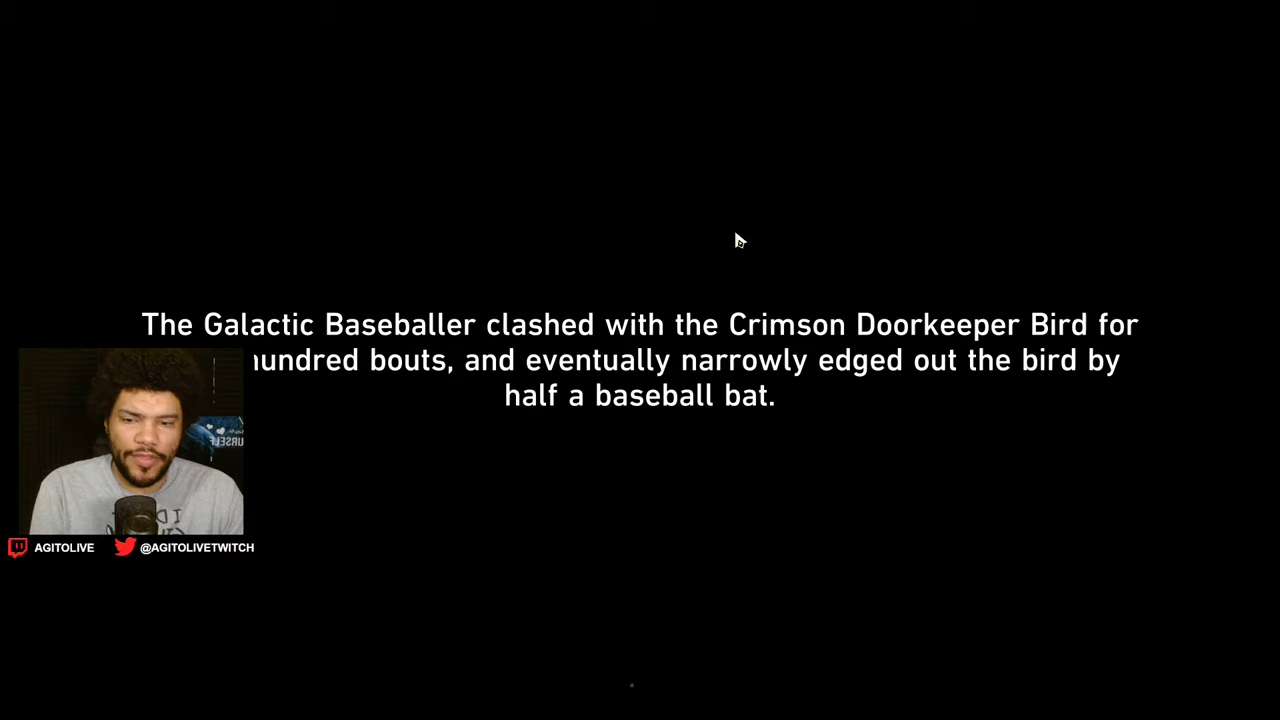 The Galactic Baseballer clashed with the Crimson Doorkeeper Bird for
hundred bouts, and eventually narrowly edged out the bird by
half a baseball bat.
AGITOLIVE @AGITOLIVETWITCH